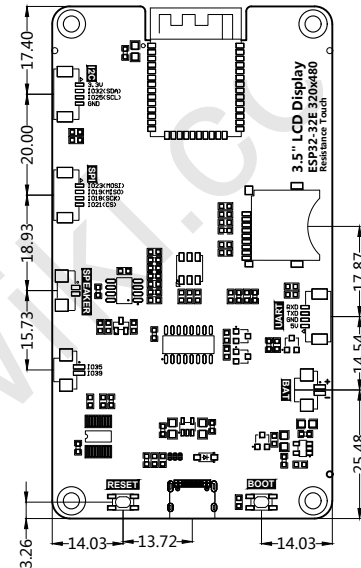 17.40
20.00
18.93
15.73
3.26
I2C
3.3V
IO32(SDA)
IO25(SCL)
GND
SPI
IO23(MOSI)
IO19(MISO)
IO18(SCK)
IO21(CS)
SPEAKER
IO35
IO39
3.5" LCD Display
ESP32-32E 320x480
Resistance Touch
UART
RXD
TXD
GND
5V
BAT
+
-
17.87
14.54
25.48
RESET
BOOT
14.03
13.72
14.03
wiki.c